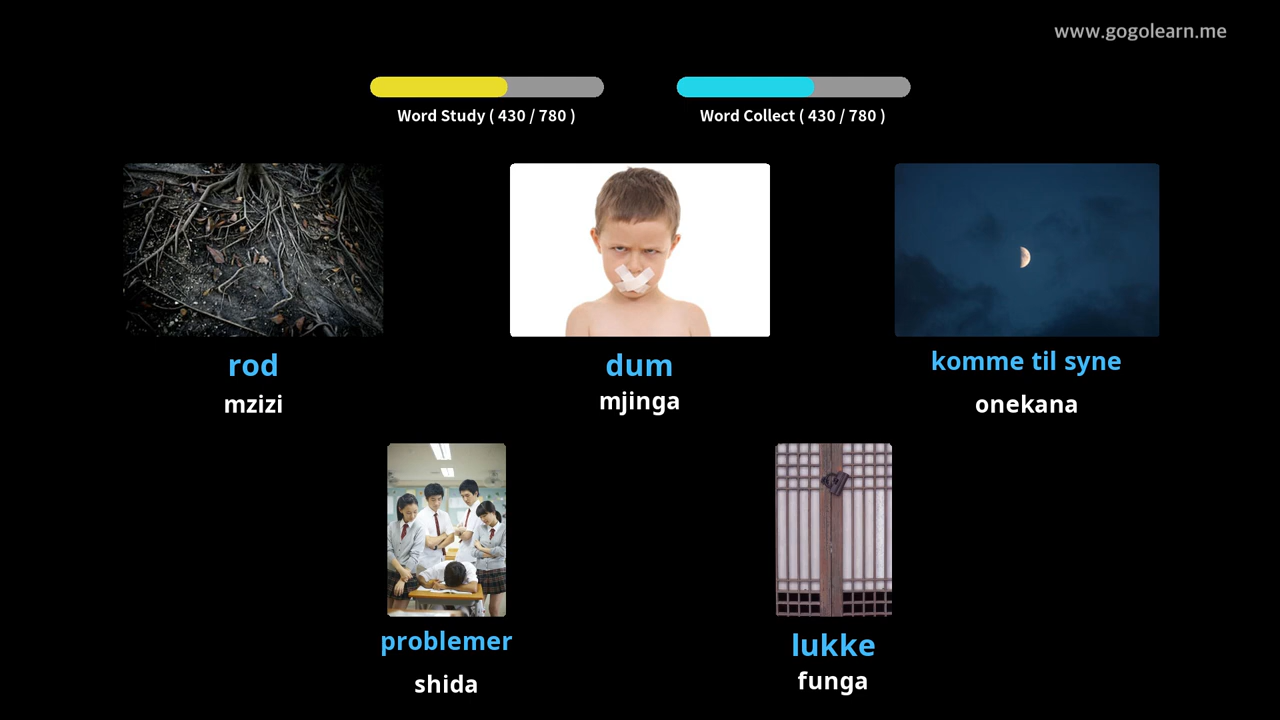 www.gogolearn.me
Word Study ( 430 / 780 )
Word Collect ( 430 / 780 )
rod
mzizi
dum
mjinga
komme til syne
onekana
problemer
shida
lukke
funga